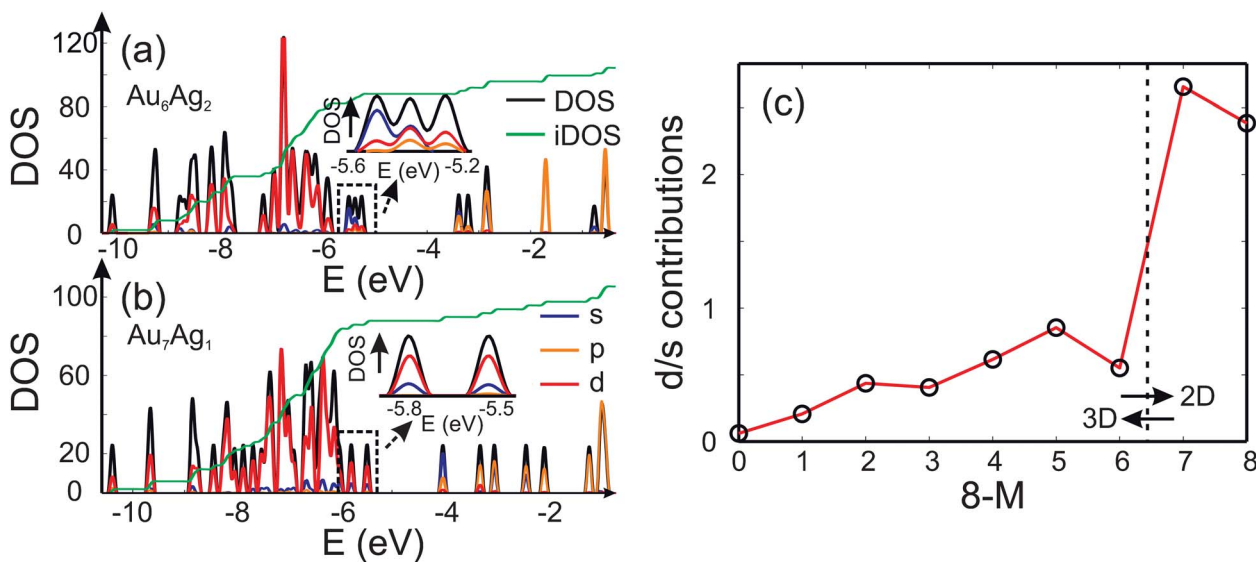 (a)
Au₆Ag₂
DOS
120
80
40
0
-10
-8
-6
-4
-2
E (eV)
DOS
iDOS
DOS
-5.6
E (eV)
-5.2
(b)
Au₇Ag₁
DOS
100
60
20
0
-10
-8
-6
-4
-2
E (eV)
s
p
d
DOS
-5.8
-5.5
E (eV)
(c)
d/s contributions
2
1
0
2D
3D
0 1 2 3 4 5 6 7 8
8-M